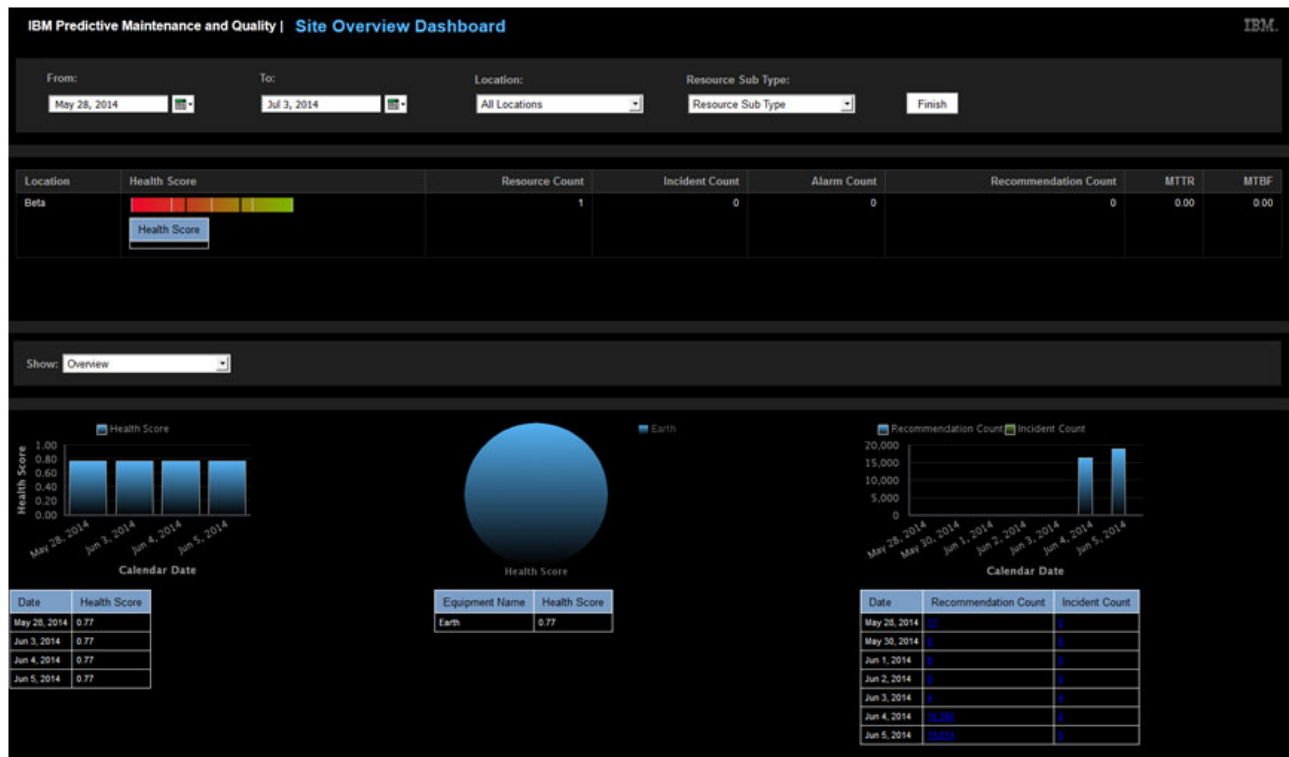 IBM Predictive Maintenance and Quality | Site Overview Dashboard
IBM.
From: To: Location: Resource Sub Type:
May 28, 2014 Jul 3, 2014 All Locations Resource Sub Type Finish
Location Health Score Resource Count Incident Count Alarm Count Recommendation Count MTTR MTBF
Beta 1 0 0 0 0.00 0.00
Health Score
Show: Overview
Health Score
Health Score
1.00
0.80
0.60
0.40
0.20
0.00
May 28, 2014 Jun 3, 2014 Jun 4, 2014 Jun 5, 2014
Calendar Date
Date Health Score
May 28, 2014 0.77
Jun 3, 2014 0.77
Jun 4, 2014 0.77
Jun 5, 2014 0.77
Earth
Health Score
Equipment Name Health Score
Earth 0.77
Recommendation Count Incident Count
20,000
15,000
10,000
5,000
0
May 28, 2014 May 30, 2014 Jun 1, 2014 Jun 2, 2014 Jun 3, 2014 Jun 4, 2014 Jun 5, 2014
Calendar Date
Date Recommendation Count Incident Count
May 28, 2014
May 30, 2014
Jun 1, 2014
Jun 2, 2014
Jun 3, 2014
Jun 4, 2014
Jun 5, 2014